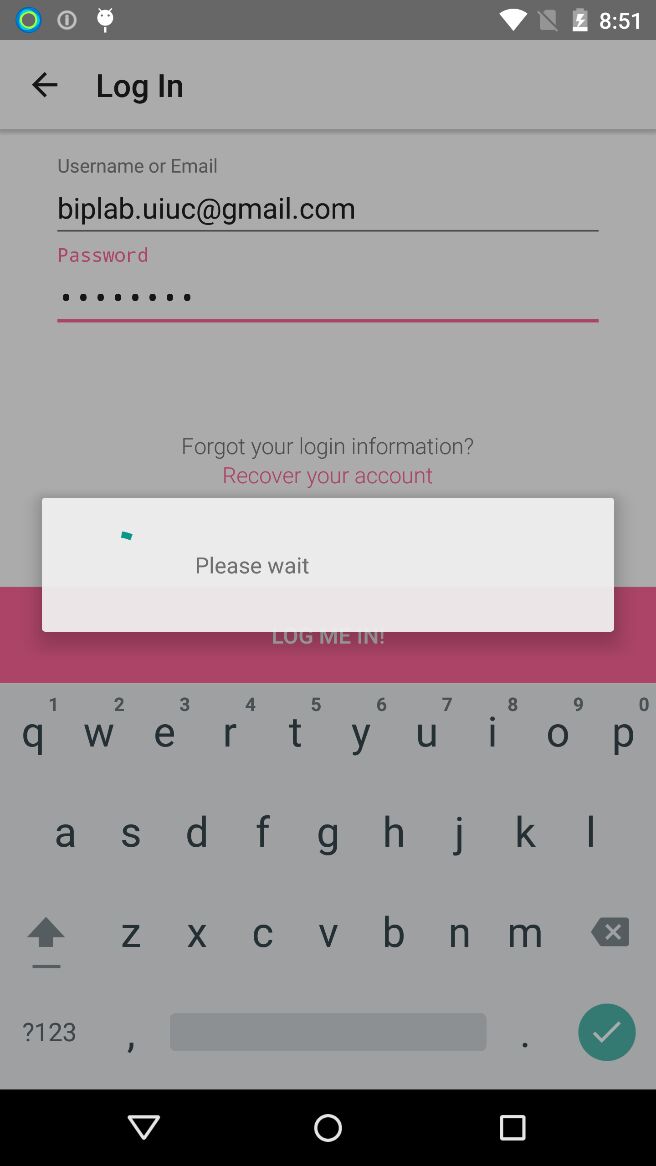 8:51
Log In
Username or Email
biplab.uiuc@gmail.com
Password
••••••••
Forgot your login information?
Recover your account
Please wait
LOG ME IN!
1 2 3 4 5 6 7 8 9 0
q w e r t y u i o p
a s d f g h j k l
z x c v b n m
?123 , .